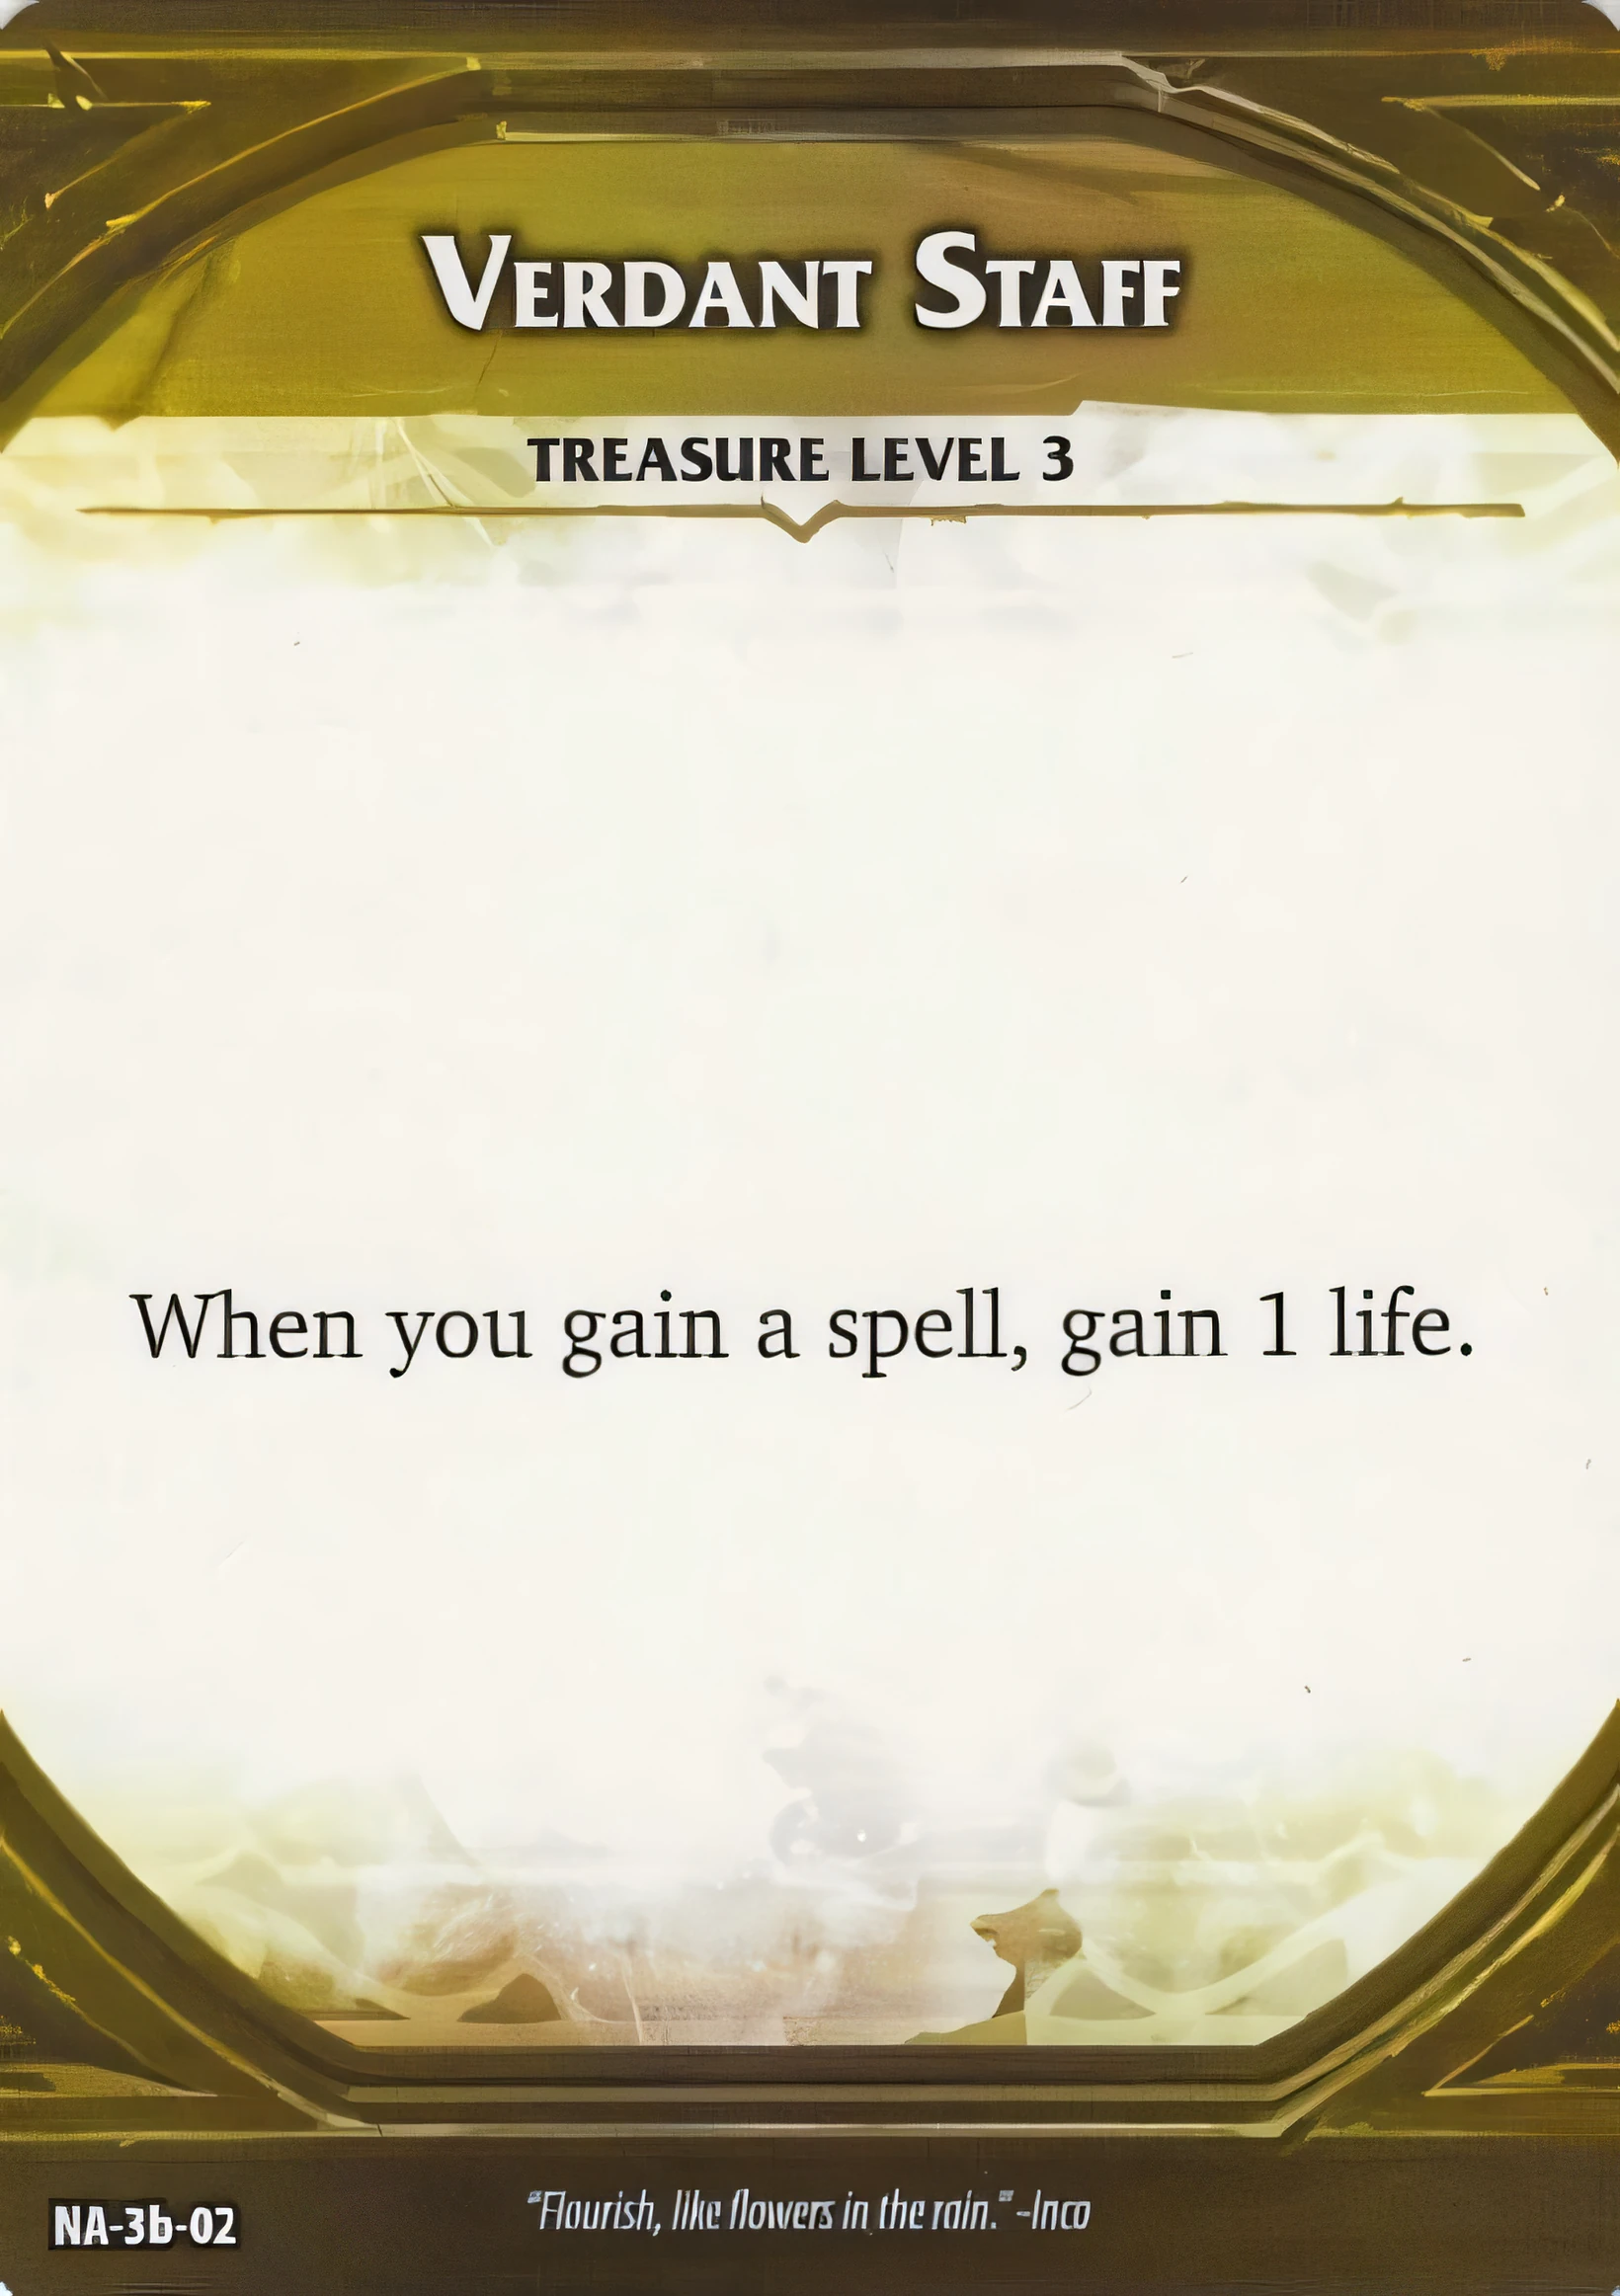 VERDANT STAFF
TREASURE LEVEL 3
When you gain a spell, gain 1 life.
NA-3b-02
"Flourish, like flowers in the rain." -Inco